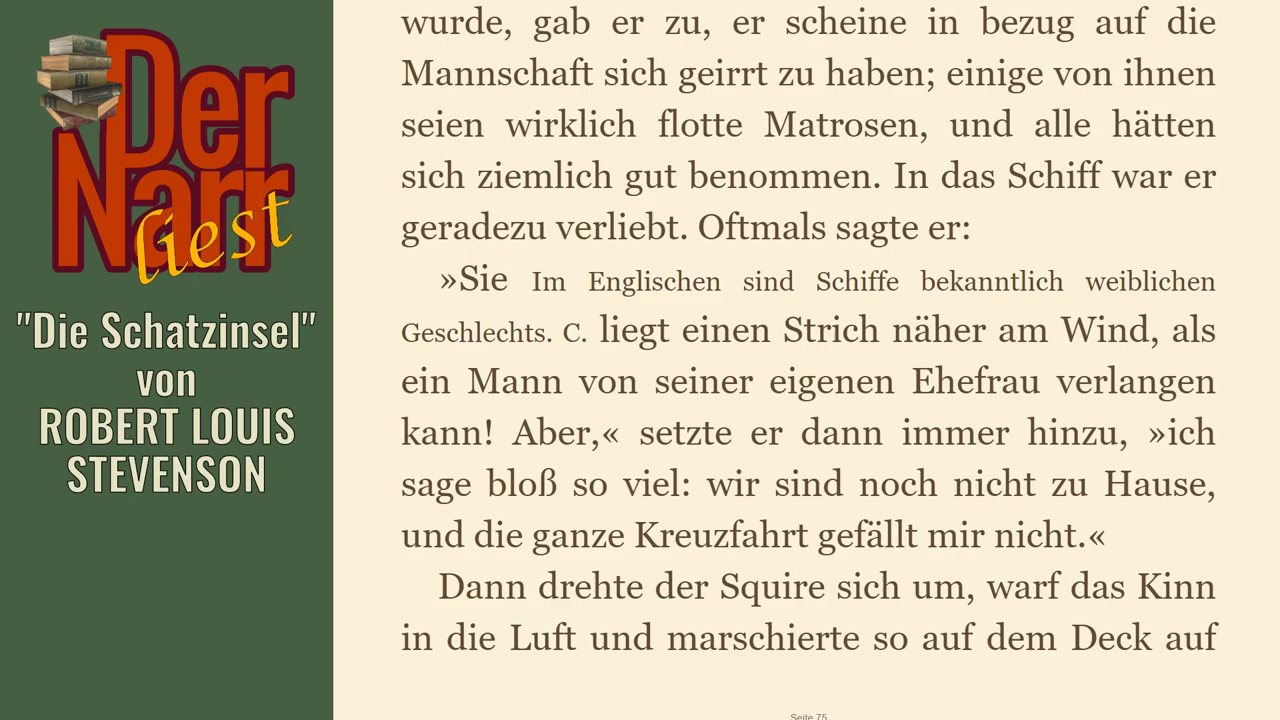 Der
Narr
liest
"Die Schatzinsel"
von
ROBERT LOUIS
STEVENSON
wurde, gab er zu, er scheine in bezug auf die
Mannschaft sich geirrt zu haben; einige von ihnen
seien wirklich flotte Matrosen, und alle hätten
sich ziemlich gut benommen. In das Schiff war er
geradezu verliebt. Oftmals sagte er:
»Sie Im Englischen sind Schiffe bekanntlich weiblichen
Geschlechts. C. liegt einen Strich näher am Wind, als
ein Mann von seiner eigenen Ehefrau verlangen
kann! Aber,« setzte er dann immer hinzu, »ich
sage bloß so viel: wir sind noch nicht zu Hause,
und die ganze Kreuzfahrt gefällt mir nicht.«
Dann drehte der Squire sich um, warf das Kinn
in die Luft und marschierte so auf dem Deck auf
Seite 75